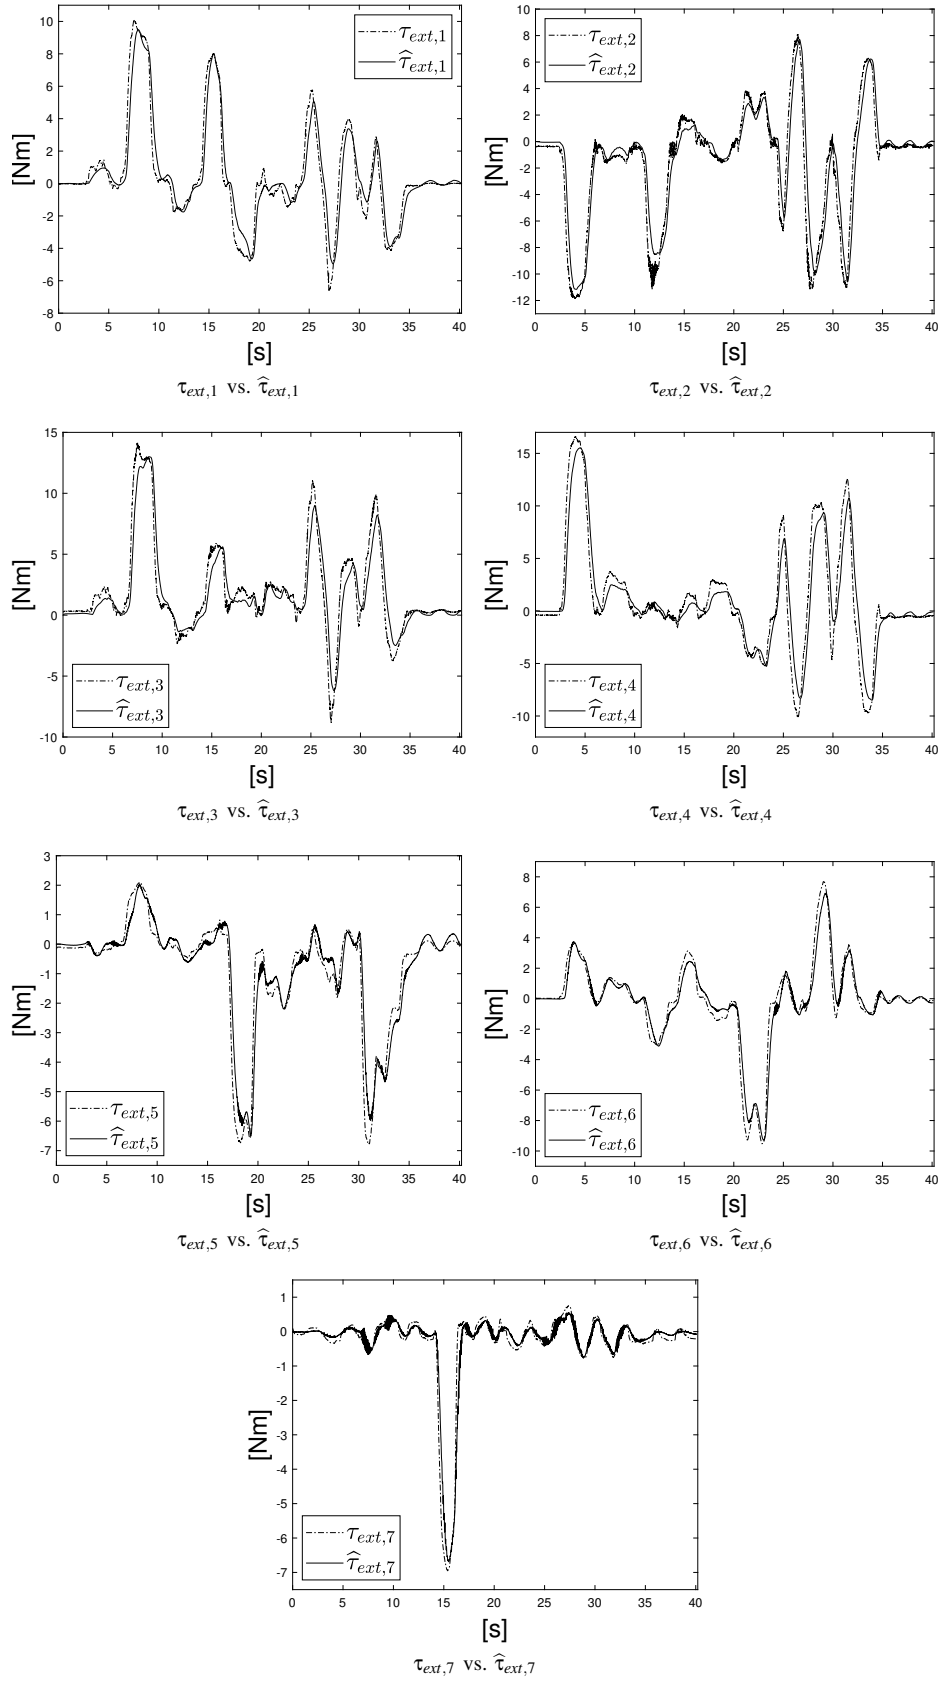 10
8
6
4
2
0
-2
-4
-6
-8
[Nm]
0 5 10 15 20 25 30 35 40
[s]
τext,1
τ̂ext,1
τext,1 vs. τ̂ext,1
10
8
6
4
2
0
-2
-4
-6
-8
-10
-12
[Nm]
0 5 10 15 20 25 30 35 40
[s]
τext,2
τ̂ext,2
τext,2 vs. τ̂ext,2
15
10
5
0
-5
-10
[Nm]
0 5 10 15 20 25 30 35 40
[s]
τext,3
τ̂ext,3
τext,3 vs. τ̂ext,3
15
10
5
0
-5
-10
[Nm]
0 5 10 15 20 25 30 35 40
[s]
τext,4
τ̂ext,4
τext,4 vs. τ̂ext,4
3
2
1
0
-1
-2
-3
-4
-5
-6
-7
[Nm]
0 5 10 15 20 25 30 35 40
[s]
τext,5
τ̂ext,5
τext,5 vs. τ̂ext,5
8
6
4
2
0
-2
-4
-6
-8
-10
[Nm]
0 5 10 15 20 25 30 35 40
[s]
τext,6
τ̂ext,6
τext,6 vs. τ̂ext,6
1
0
-1
-2
-3
-4
-5
-6
-7
[Nm]
0 5 10 15 20 25 30 35 40
[s]
τext,7
τ̂ext,7
τext,7 vs. τ̂ext,7